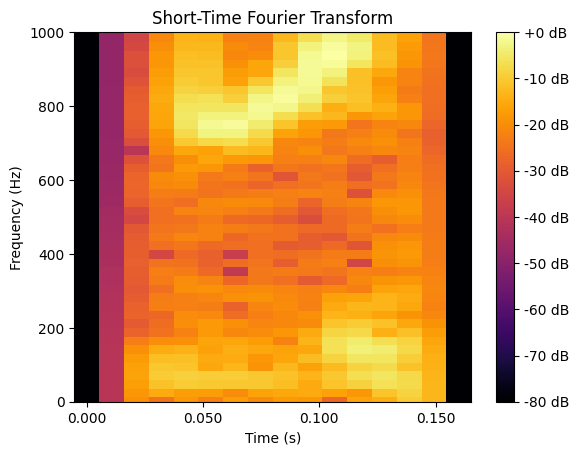 Short-Time Fourier Transform
1000
800
600
400
200
0
Frequency (Hz)
0.000
0.050
0.100
0.150
Time (s)
+0 dB
-10 dB
-20 dB
-30 dB
-40 dB
-50 dB
-60 dB
-70 dB
-80 dB